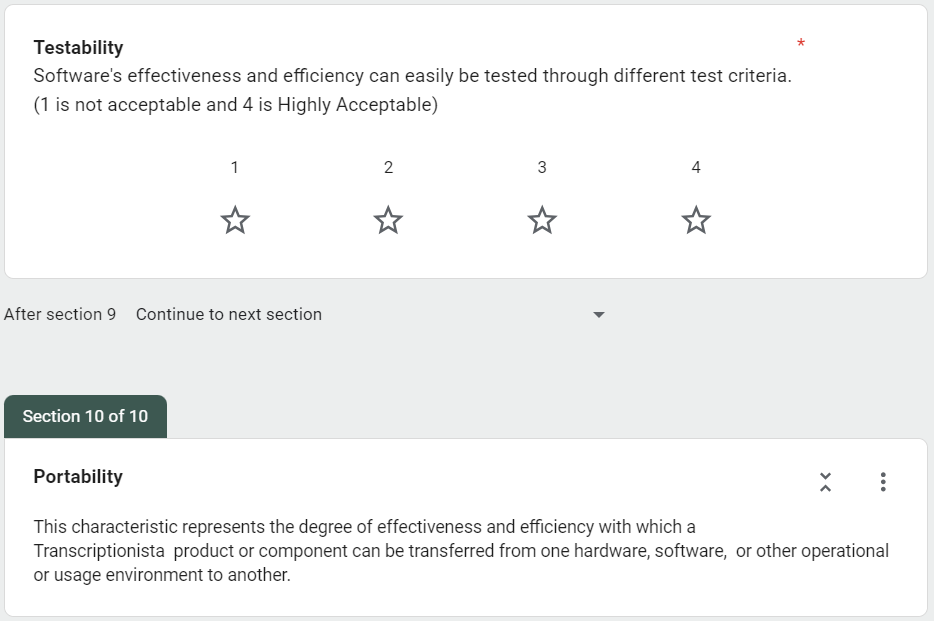 Testability *
Software's effectiveness and efficiency can easily be tested through different test criteria.
(1 is not acceptable and 4 is Highly Acceptable)
1 2 3 4
After section 9 Continue to next section
Section 10 of 10
Portability
This characteristic represents the degree of effectiveness and efficiency with which a
Transcriptionista  product or component can be transferred from one hardware, software,  or other operational
or usage environment to another.